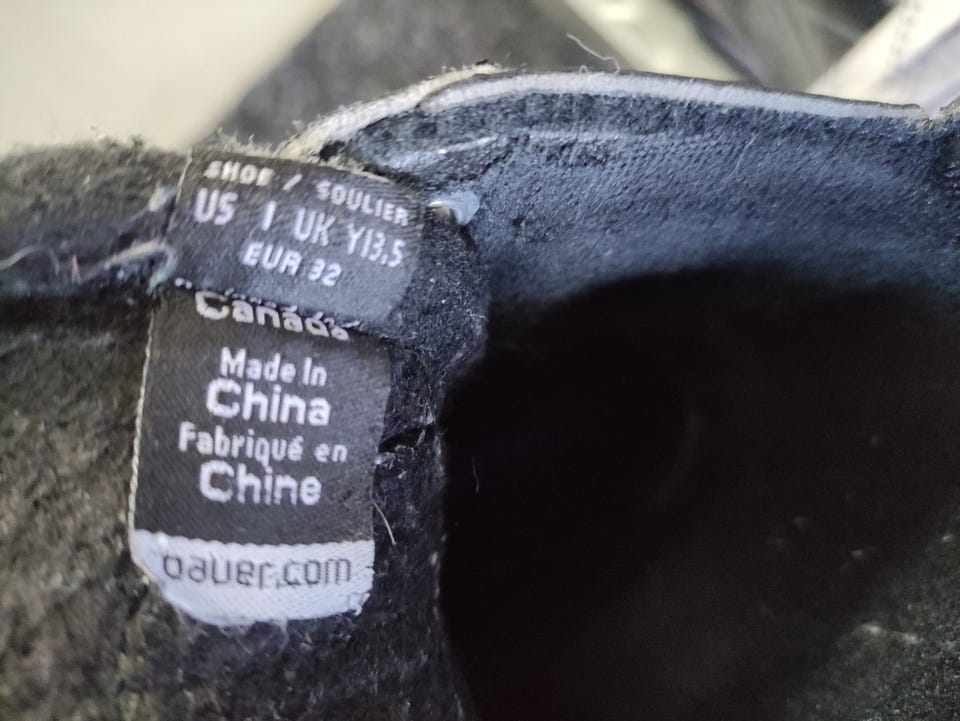 SHOE / SOULIER
US 1 UK Y13.5
EUR 32
Canada
Made In
China
Fabriqué en
Chine
bauer.com